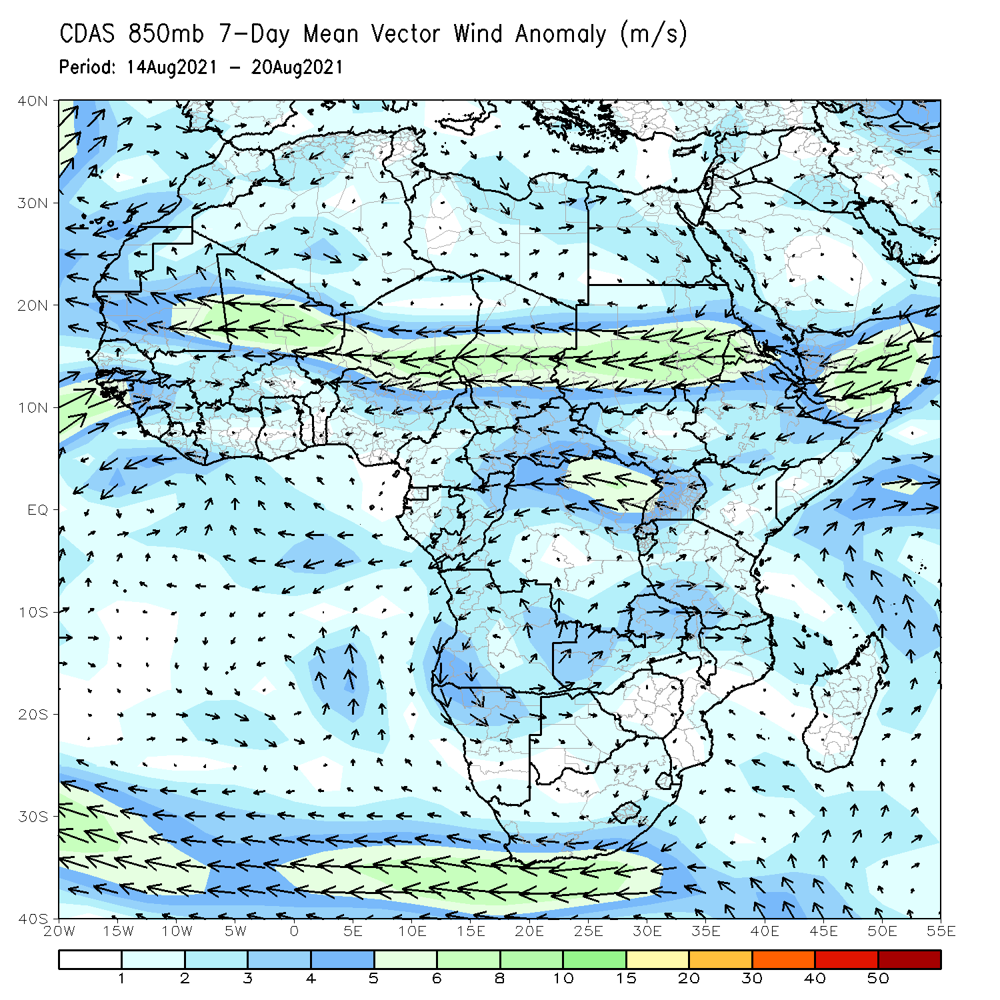 CDAS 850mb 7-Day Mean Vector Wind Anomaly (m/s)
Period: 14Aug2021 - 20Aug2021
40N
30N
20N
10N
EQ
10S
20S
30S
40S
20W 15W 10W 5W 0 5E 10E 15E 20E 25E 30E 35E 40E 45E 50E 55E
1 2 3 4 5 6 8 10 15 20 30 40 50